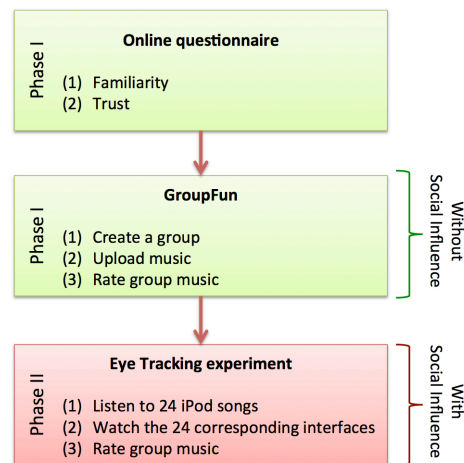 Phase I
Online questionnaire
(1) Familiarity
(2) Trust
Phase I
GroupFun
(1) Create a group
(2) Upload music
(3) Rate group music
Without
Social Influence
Phase II
Eye Tracking experiment
(1) Listen to 24 iPod songs
(2) Watch the 24 corresponding interfaces
(3) Rate group music
With
Social Influence